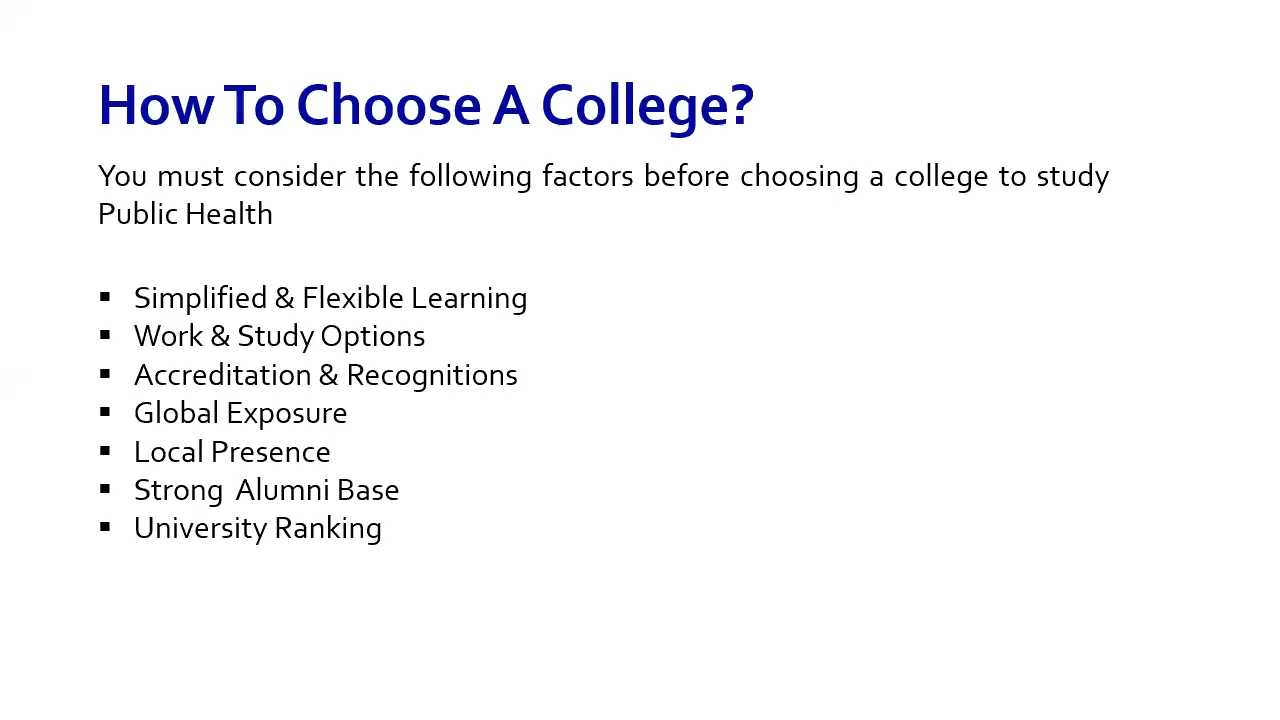 How To Choose A College?
You must consider the following factors before choosing a college to study
Public Health
▪ Simplified & Flexible Learning
▪ Work & Study Options
▪ Accreditation & Recognitions
▪ Global Exposure
▪ Local Presence
▪ Strong  Alumni Base
▪ University Ranking